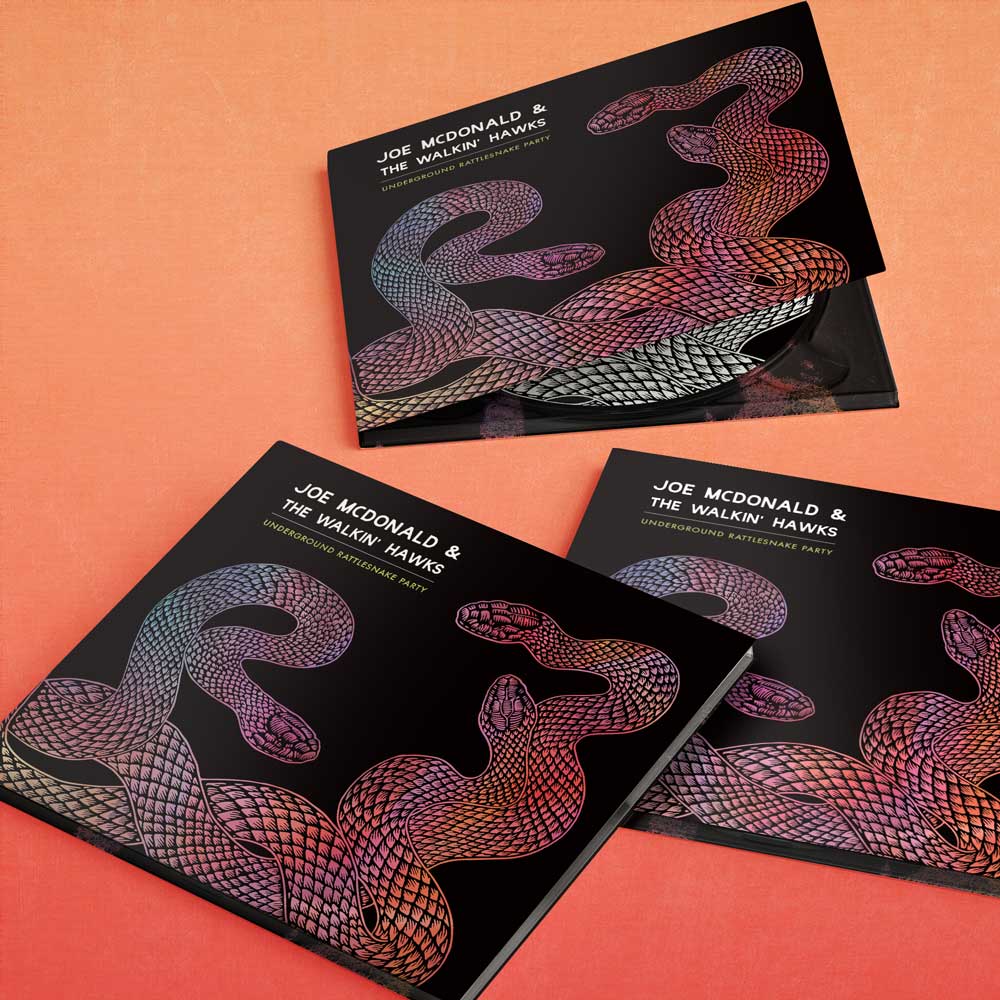 JOE MCDONALD &
THE WALKIN' HAWKS
UNDERGROUND RATTLESNAKE PARTY
JOE MCDONALD &
THE WALKIN' HAWKS
UNDERGROUND RATTLESNAKE PARTY
JOE MCDONALD &
THE WALKIN' HAWKS
UNDERGROUND RATTLESNAKE PARTY